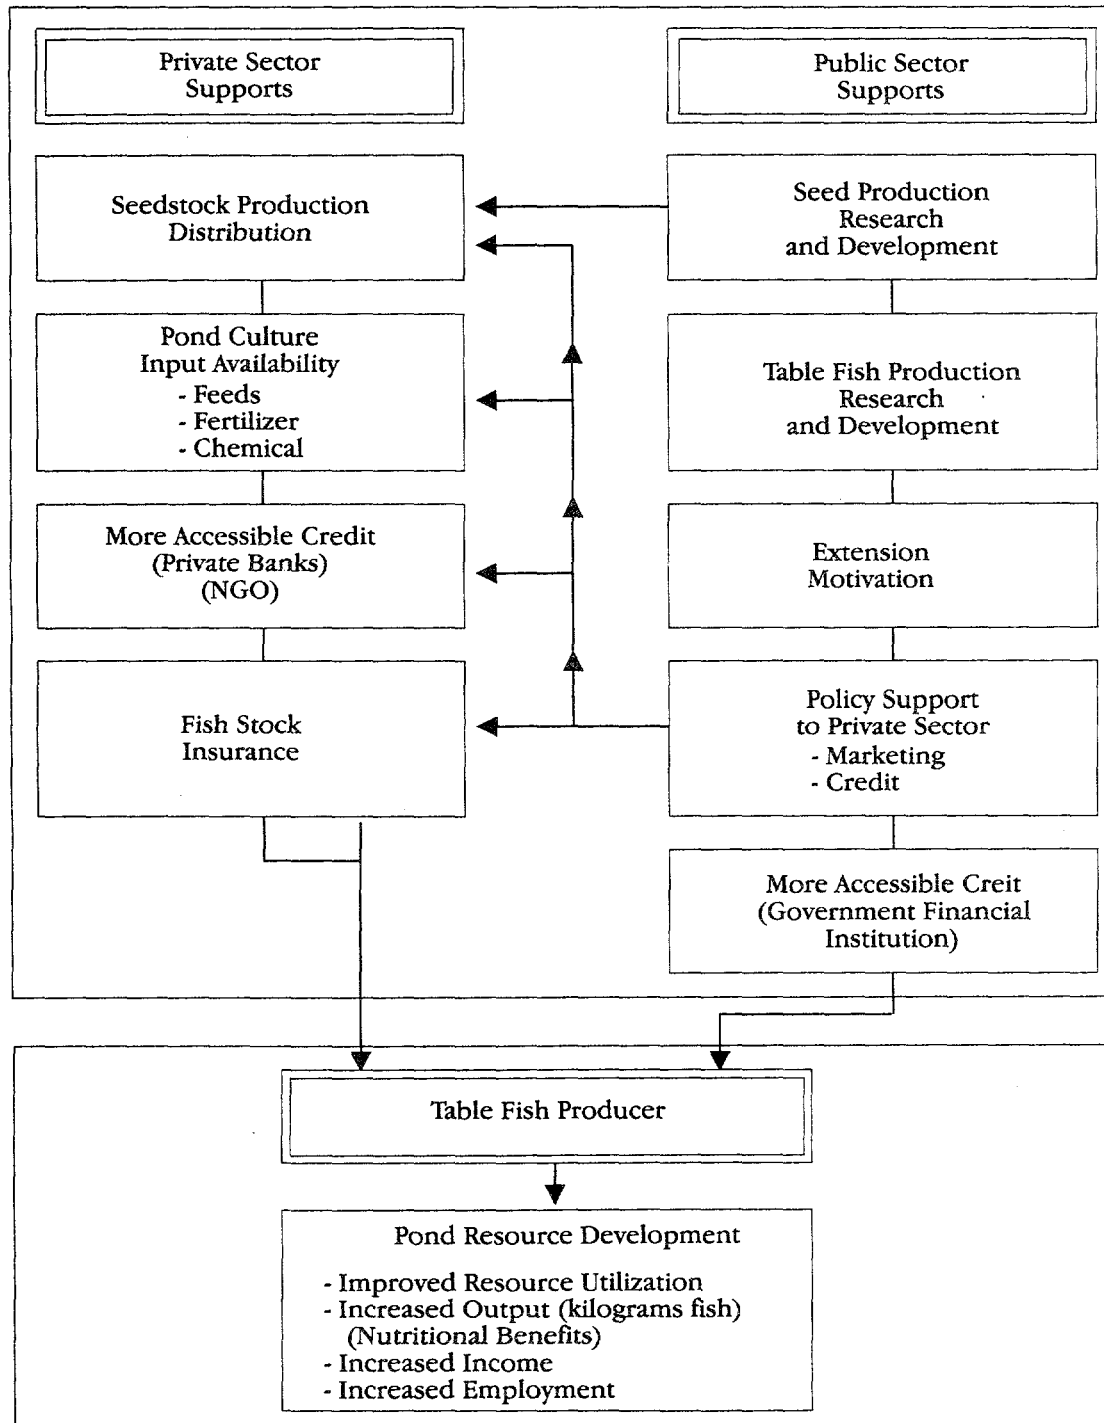 Private Sector
Supports
Public Sector
Supports
Seedstock Production
Distribution
Seed Production
Research
and Development
Pond Culture
Input Availability
- Feeds
- Fertilizer
- Chemical
Table Fish Production
Research
and Development
More Accessible Credit
(Private Banks)
(NGO)
Extension
Motivation
Fish Stock
Insurance
Policy Support
to Private Sector
- Marketing
- Credit
More Accessible Creit
(Government Financial
Institution)
Table Fish Producer
Pond Resource Development
- Improved Resource Utilization
- Increased Output (kilograms fish)
(Nutritional Benefits)
- Increased Income
- Increased Employment